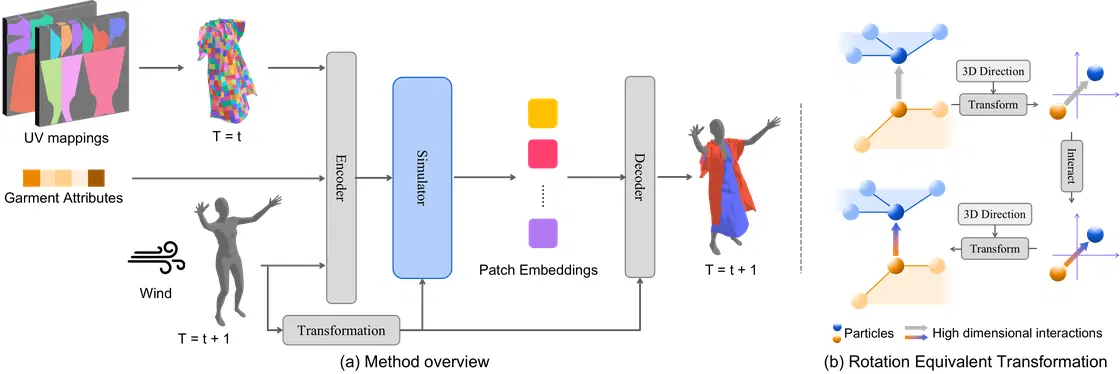 UV mappings
T = t
Garment Attributes
Wind
T = t + 1
Encoder
Simulator
Transformation
Patch Embeddings
Decoder
T = t + 1
(a) Method overview
3D Direction
Transform
Interact
3D Direction
Transform
Particles
High dimensional interactions
(b) Rotation Equivalent Transformation